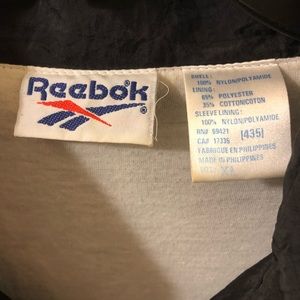 Reebok
SHELL:
100% NYLON/POLYAMIDE
LINING:
65% POLYESTER
35% COTTON/COTON
SLEEVE LINING:
100% NYLON/POLYAMIDE
RN# 69421 [435]
CA# 17335
FABRIQUE EN PHILIPPINES
MADE IN PHILIPPINES